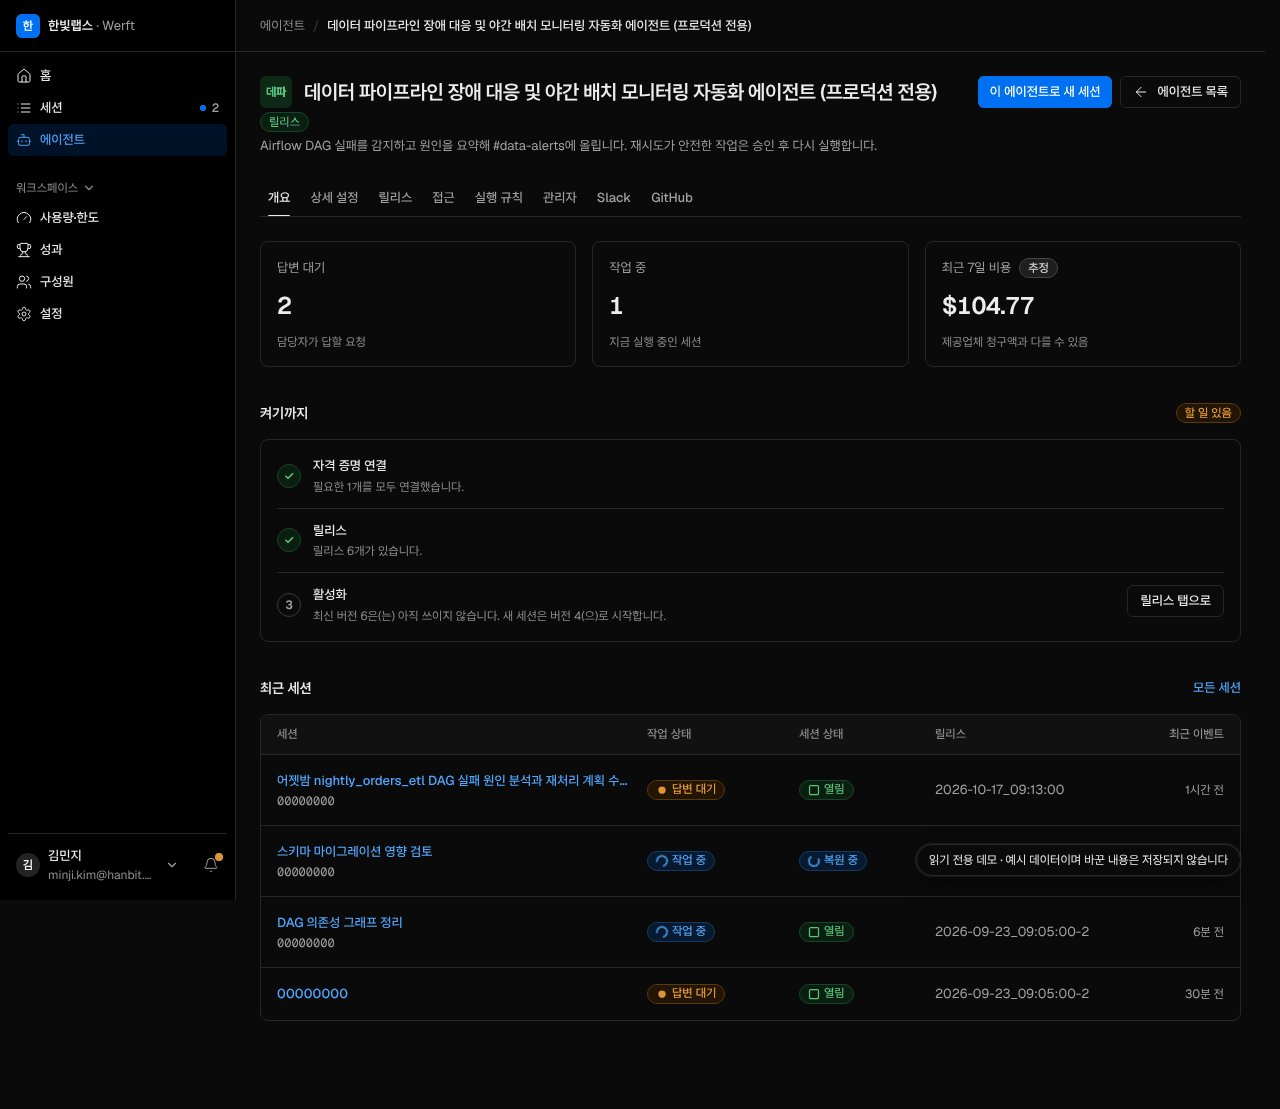 한 한빛랩스 · Werft
홈
세션 2
에이전트
워크스페이스
사용량·한도
성과
구성원
설정
김 김민지
minji.kim@hanbit....
에이전트 / 데이터 파이프라인 장애 대응 및 야간 배치 모니터링 자동화 에이전트 (프로덕션 전용)
데파 데이터 파이프라인 장애 대응 및 야간 배치 모니터링 자동화 에이전트 (프로덕션 전용)
이 에이전트로 새 세션
에이전트 목록
릴리스
Airflow DAG 실패를 감지하고 원인을 요약해 #data-alerts에 올립니다. 재시도가 안전한 작업은 승인 후 다시 실행합니다.
개요 상세 설정 릴리스 접근 실행 규칙 관리자 Slack GitHub
답변 대기
2
담당자가 답할 요청
작업 중
1
지금 실행 중인 세션
최근 7일 비용 추정
$104.77
제공업체 청구액과 다를 수 있음
켜기까지 할 일 있음
자격 증명 연결
필요한 1개를 모두 연결했습니다.
릴리스
릴리스 6개가 있습니다.
3 활성화
최신 버전 6은(는) 아직 쓰이지 않습니다. 새 세션은 버전 4(으)로 시작합니다.
릴리스 탭으로
최근 세션 모든 세션
세션 작업 상태 세션 상태 릴리스 최근 이벤트
어젯밤 nightly_orders_etl DAG 실패 원인 분석과 재처리 계획 수...
00000000
답변 대기 열림 2026-10-17_09:13:00 1시간 전
스키마 마이그레이션 영향 검토
00000000
작업 중 복원 중
읽기 전용 데모 · 예시 데이터이며 바꾼 내용은 저장되지 않습니다
DAG 의존성 그래프 정리
00000000
작업 중 열림 2026-09-23_09:05:00-2 6분 전
00000000 답변 대기 열림 2026-09-23_09:05:00-2 30분 전